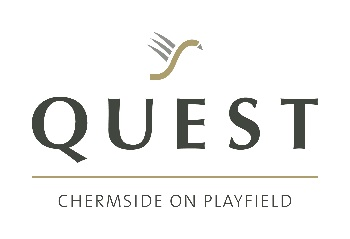 QUEST
CHERMSIDE ON PLAYFIELD